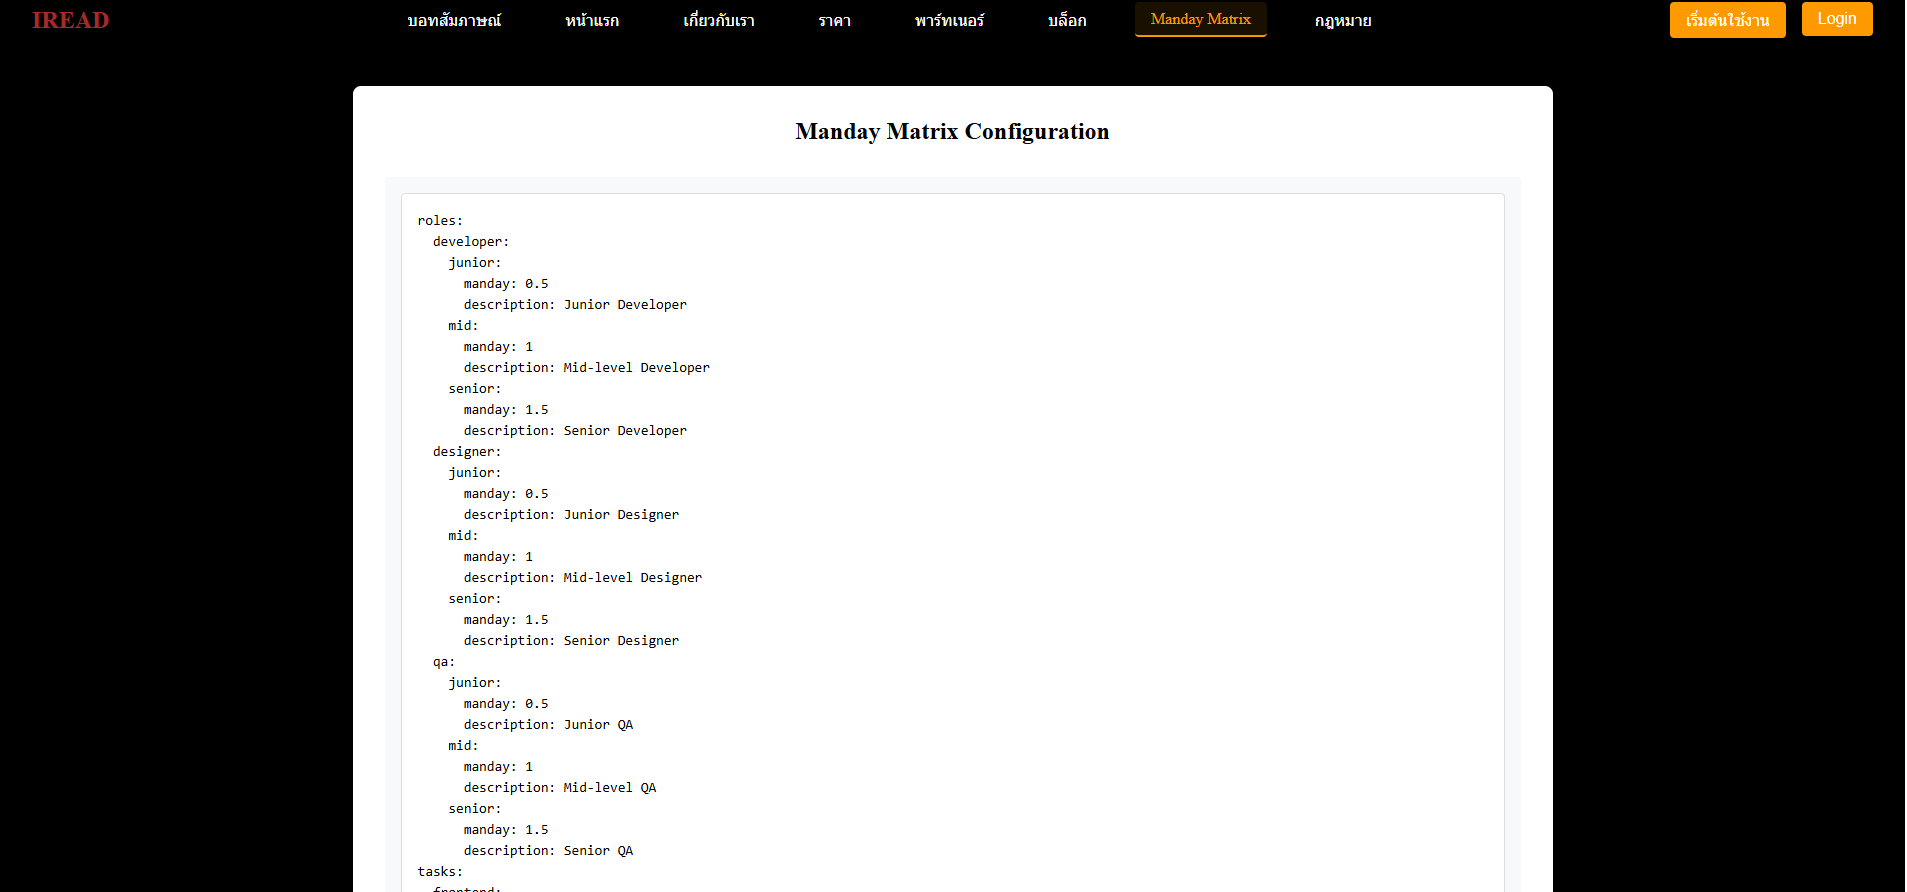 IREAD บอทสัมภาษณ์ หน้าแรก เกี่ยวกับเรา ราคา พาร์ทเนอร์ บล็อก Manday Matrix กฎหมาย เริ่มต้นใช้งาน Login
Manday Matrix Configuration
roles:
  developer:
    junior:
      manday: 0.5
      description: Junior Developer
    mid:
      manday: 1
      description: Mid-level Developer
    senior:
      manday: 1.5
      description: Senior Developer
  designer:
    junior:
      manday: 0.5
      description: Junior Designer
    mid:
      manday: 1
      description: Mid-level Designer
    senior:
      manday: 1.5
      description: Senior Designer
  qa:
    junior:
      manday: 0.5
      description: Junior QA
    mid:
      manday: 1
      description: Mid-level QA
    senior:
      manday: 1.5
      description: Senior QA
tasks:
  frontend: